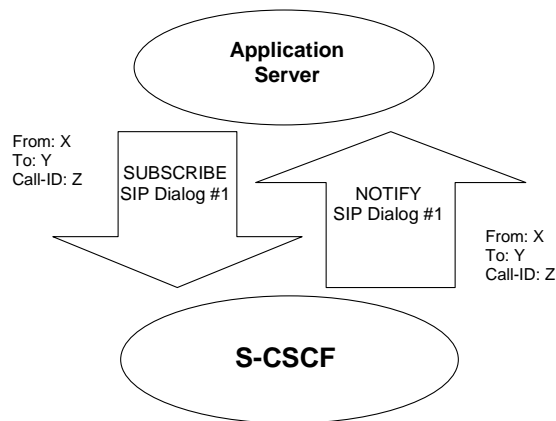 Application
Server
From: X
To: Y
Call-ID: Z
SUBSCRIBE
SIP Dialog #1
NOTIFY
SIP Dialog #1
From: X
To: Y
Call-ID: Z
S-CSCF